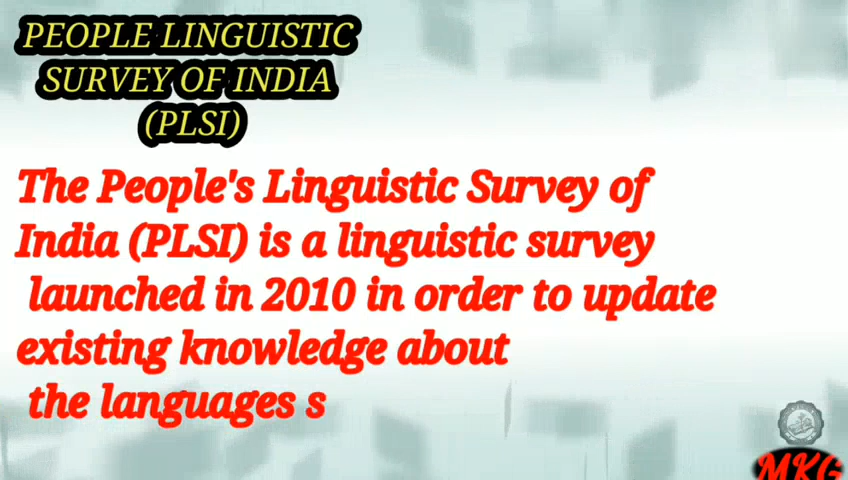 PEOPLE LINGUISTIC
SURVEY OF INDIA
(PLSI)
The People's Linguistic Survey of
India (PLSI) is a linguistic survey
launched in 2010 in order to update
existing knowledge about
the languages s
MKG